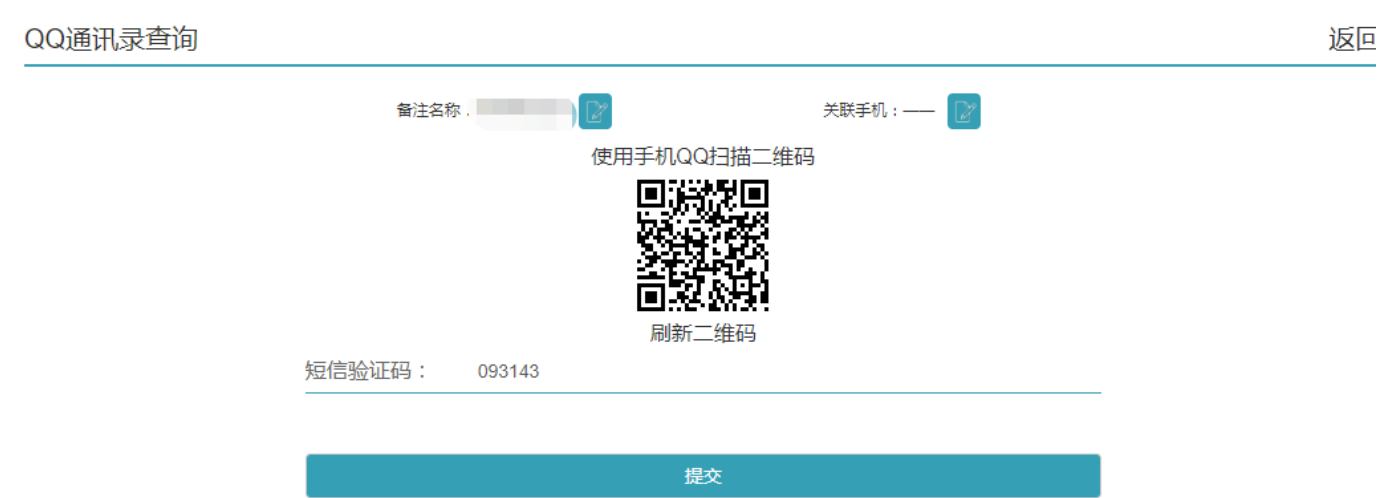 QQ通讯录查询 返回
备注名称 关联手机：——
使用手机QQ扫描二维码
刷新二维码
短信验证码： 093143
提交